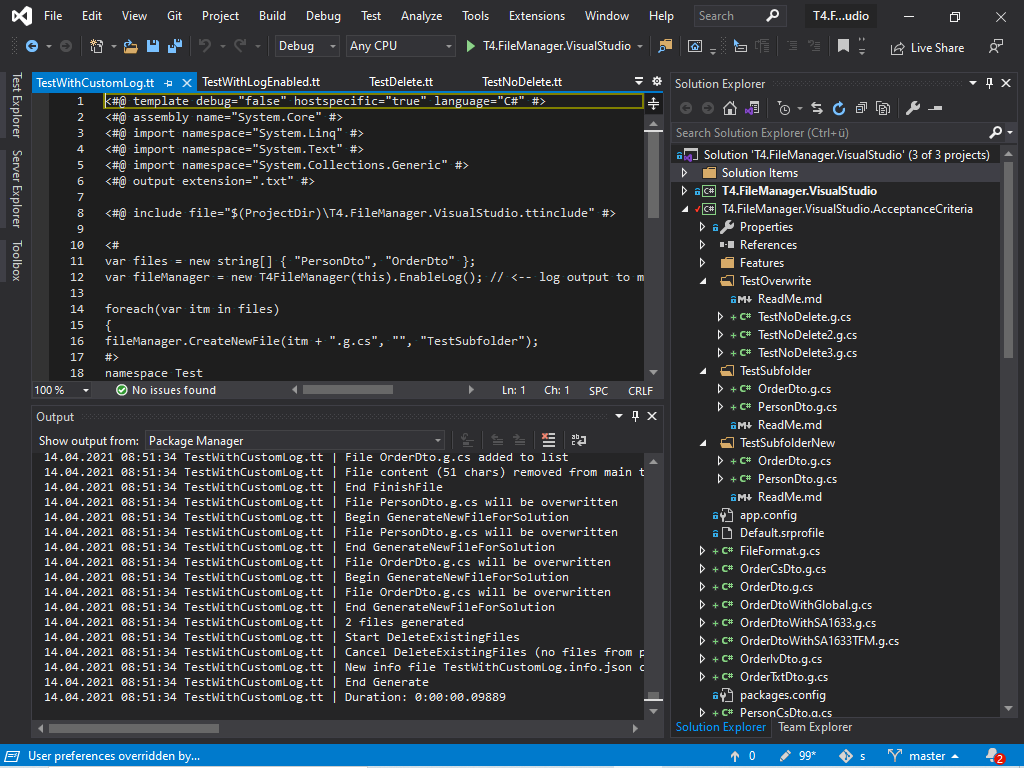 File Edit View Git Project Build Debug Test Analyze Tools Extensions Window Help Search T4.F...udio
Debug Any CPU T4.FileManager.VisualStudio Live Share
Test Explorer
Server Explorer
Toolbox
TestWithCustomLog.tt TestWithLogEnabled.tt TestDelete.tt TestNoDelete.tt
1 <#@ template debug="false" hostspecific="true" language="C#" #>
2 <#@ assembly name="System.Core" #>
3 <#@ import namespace="System.Linq" #>
4 <#@ import namespace="System.Text" #>
5 <#@ import namespace="System.Collections.Generic" #>
6 <#@ output extension=".txt" #>
7
8 <#@ include file="$(ProjectDir)\T4.FileManager.VisualStudio.ttinclude" #>
9
10 <#
11 var files = new string[] { "PersonDto", "OrderDto" };
12 var fileManager = new T4FileManager(this).EnableLog(); // <-- log output to m
13
14 foreach(var itm in files)
15 {
16 fileManager.CreateNewFile(itm + ".g.cs", "", "TestSubfolder");
17 #>
18 namespace Test
100 % No issues found Ln: 1 Ch: 1 SPC CRLF
Output
Show output from: Package Manager
14.04.2021 08:51:34 TestWithCustomLog.tt | File OrderDto.g.cs added to list
14.04.2021 08:51:34 TestWithCustomLog.tt | File content (51 chars) removed from main t
14.04.2021 08:51:34 TestWithCustomLog.tt | End FinishFile
14.04.2021 08:51:34 TestWithCustomLog.tt | File PersonDto.g.cs will be overwritten
14.04.2021 08:51:34 TestWithCustomLog.tt | Begin GenerateNewFileForSolution
14.04.2021 08:51:34 TestWithCustomLog.tt | File PersonDto.g.cs will be overwritten
14.04.2021 08:51:34 TestWithCustomLog.tt | End GenerateNewFileForSolution
14.04.2021 08:51:34 TestWithCustomLog.tt | File OrderDto.g.cs will be overwritten
14.04.2021 08:51:34 TestWithCustomLog.tt | Begin GenerateNewFileForSolution
14.04.2021 08:51:34 TestWithCustomLog.tt | File OrderDto.g.cs will be overwritten
14.04.2021 08:51:34 TestWithCustomLog.tt | End GenerateNewFileForSolution
14.04.2021 08:51:34 TestWithCustomLog.tt | 2 files generated
14.04.2021 08:51:34 TestWithCustomLog.tt | Start DeleteExistingFiles
14.04.2021 08:51:34 TestWithCustomLog.tt | Cancel DeleteExistingFiles (no files from p
14.04.2021 08:51:34 TestWithCustomLog.tt | New info file TestWithCustomLog.info.json c
14.04.2021 08:51:34 TestWithCustomLog.tt | End Generate
14.04.2021 08:51:34 TestWithCustomLog.tt | Duration: 0:00:00.09889
Solution Explorer
Search Solution Explorer (Ctrl+ü)
Solution 'T4.FileManager.VisualStudio' (3 of 3 projects)
Solution Items
C# T4.FileManager.VisualStudio
C# T4.FileManager.VisualStudio.AcceptanceCriteria
Properties
References
Features
TestOverwrite
M+ ReadMe.md
+ C# TestNoDelete.g.cs
+ C# TestNoDelete2.g.cs
+ C# TestNoDelete3.g.cs
TestSubfolder
+ C# OrderDto.g.cs
+ C# PersonDto.g.cs
M+ ReadMe.md
TestSubfolderNew
+ C# OrderDto.g.cs
+ C# PersonDto.g.cs
M+ ReadMe.md
app.config
Default.srprofile
+ C# FileFormat.g.cs
+ C# OrderCsDto.g.cs
+ C# OrderDto.g.cs
+ C# OrderDtoWithGlobal.g.cs
+ C# OrderDtoWithSA1633.g.cs
+ C# OrderDtoWithSA1633TFM.g.cs
+ C# OrderIvDto.g.cs
+ C# OrderTxtDto.g.cs
packages.config
+ C# PersonCsDto.g.cs
Solution Explorer Team Explorer
User preferences overridden by... 0 99* s master 2